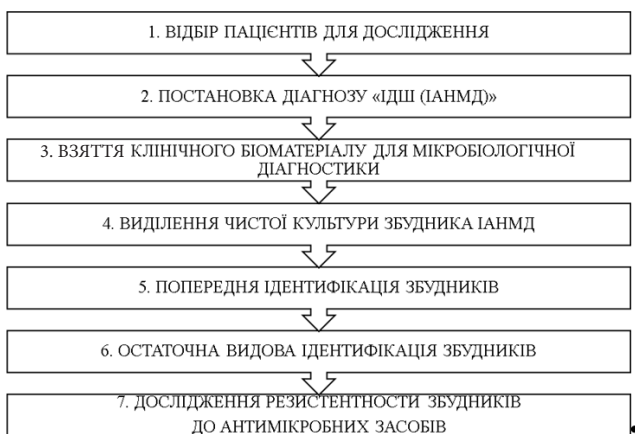 1. ВІДБІР ПАЦІЄНТІВ ДЛЯ ДОСЛІДЖЕННЯ
2. ПОСТАНОВКА ДІАГНОЗУ «ІДШ (ІАНМД)»
3. ВЗЯТТЯ КЛІНІЧНОГО БІОМАТЕРІАЛУ ДЛЯ МІКРОБІОЛОГІЧНОЇ
ДІАГНОСТИКИ
4. ВИДІЛЕННЯ ЧИСТОЇ КУЛЬТУРИ ЗБУДНИКА ІАНМД
5. ПОПЕРЕДНЯ ІДЕНТИФІКАЦІЯ ЗБУДНИКІВ
6. ОСТАТОЧНА ВИДОВА ІДЕНТИФІКАЦІЯ ЗБУДНИКІВ
7. ДОСЛІДЖЕННЯ РЕЗИСТЕНТНОСТИ ЗБУДНИКІВ
ДО АНТИМІКРОБНИХ ЗАСОБІВ